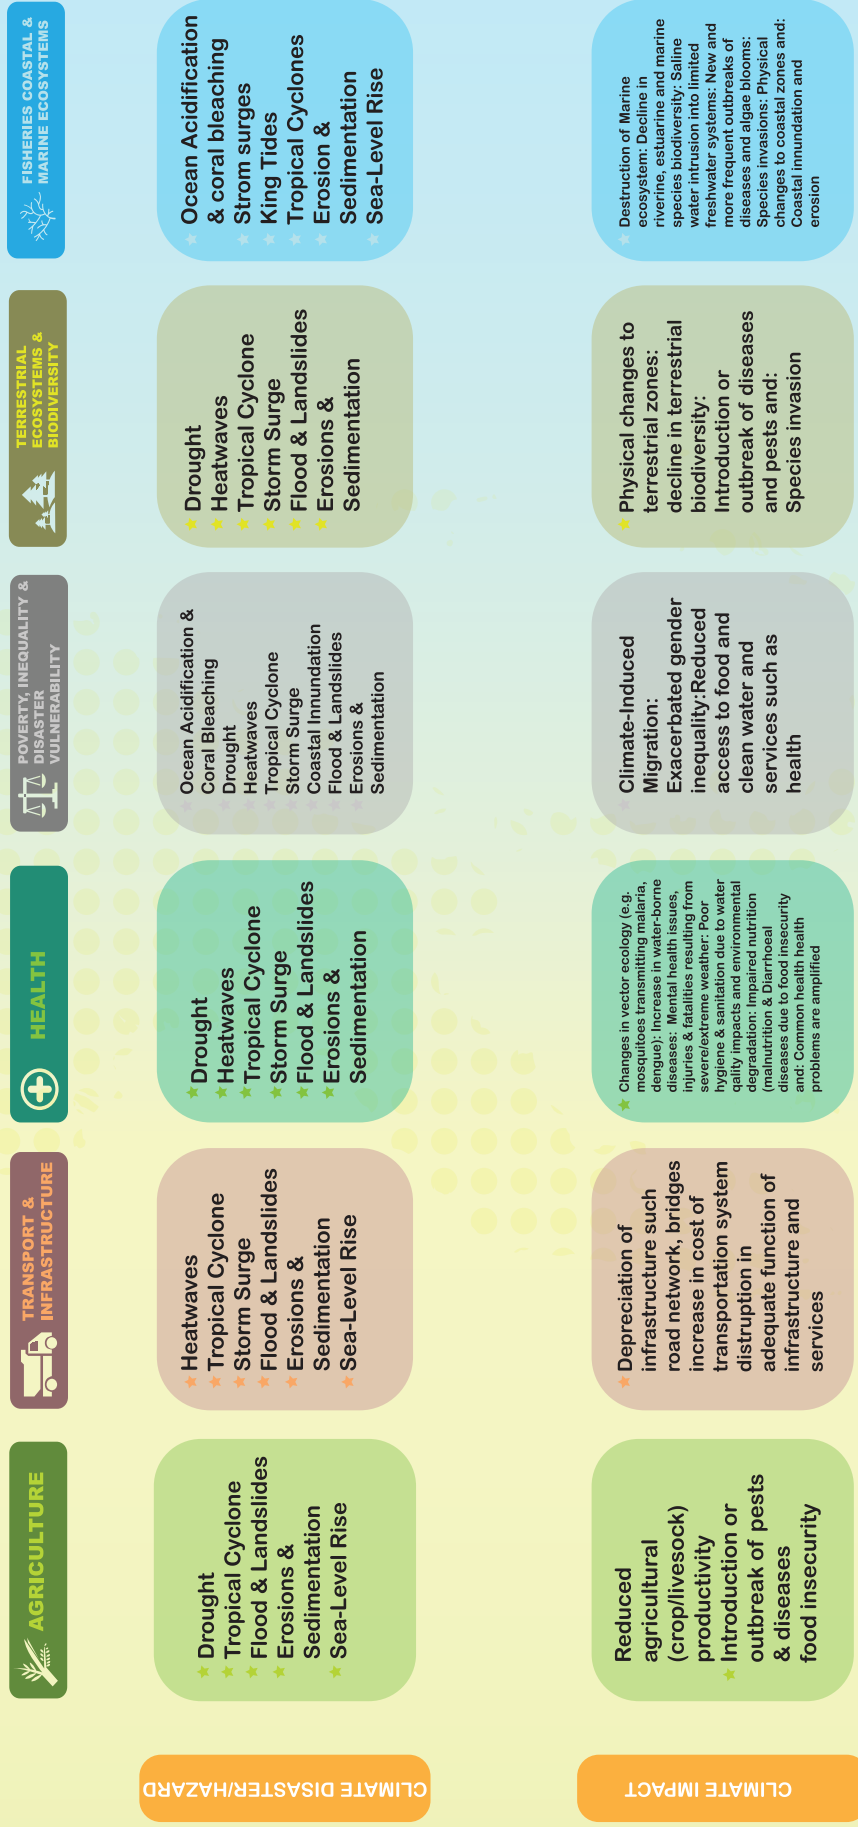 AGRICULTURE
TRANSPORT &
INFRASTRUCTURE
HEALTH
POVERTY, INEQUALITY &
DISASTER
VULNERABILITY
TERRESTRIAL
ECOSYSTEMS &
BIODIVERSITY
FISHERIES COASTAL &
MARINE ECOSYSTEMS
CLIMATE DISASTER/HAZARD
Drought
Tropical Cyclone
Flood & Landslides
Erosions &
Sedimentation
Sea-Level Rise
Heatwaves
Tropical Cyclone
Storm Surge
Flood & Landslides
Erosions &
Sedimentation
Sea-Level Rise
Drought
Heatwaves
Tropical Cyclone
Storm Surge
Flood & Landslides
Erosions &
Sedimentation
Ocean Acidification &
Coral Bleaching
Drought
Heatwaves
Tropical Cyclone
Storm Surge
Coastal Innundation
Flood & Landslides
Erosions &
Sedimentation
Drought
Heatwaves
Tropical Cyclone
Storm Surge
Flood & Landslides
Erosions &
Sedimentation
Ocean Acidification
& coral bleaching
Strom surges
King Tides
Tropical Cyclones
Erosion &
Sedimentation
Sea-Level Rise
CLIMATE IMPACT
Reduced
agricultural
(crop/livesock)
productivity
Introduction or
outbreak of pests
& diseases
food insecurity
Depreciation of
infrastructure such
road network, bridges
increase in cost of
transportation system
distruption in
adequate function of
infrastructure and
services
Changes in vector ecology (e.g.
mosquitoes transmitting malaria,
dengue): Increase in water-borne
diseases: Mental health issues,
injuries & fatalities resulting from
severe/extreme weather: Poor
hygiene & sanitation due to water
qality impacts and environmental
degradation: Impaired nutrition
(malnutrition & Diarrhoeal
diseases due to food insecurity
and: Common health health
problems are amplified
Climate-Induced
Migration:
Exacerbated gender
inequality:Reduced
access to food and
clean water and
services such as
health
Physical changes to
terrestrial zones:
decline in terrestrial
biodiversity:
Introduction or
outbreak of diseases
and pests and:
Species invasion
Destruction of Marine
ecosystem: Decline in
riverine, estuarine and marine
species biodiversity: Saline
water intrusion into limited
freshwater systems: New and
more frequent outbreaks of
diseases and algae blooms:
Species invasions: Physical
changes to coastal zones and:
Coastal innundation and
erosion